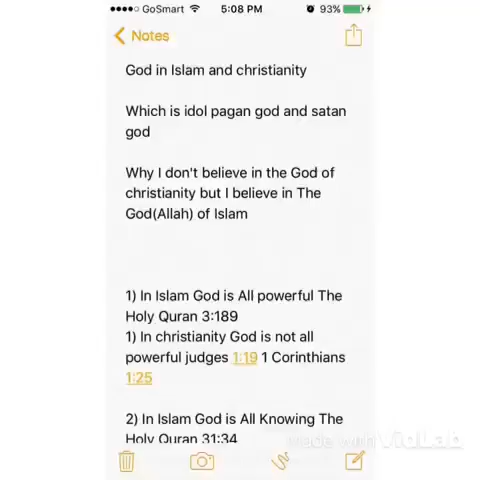 GoSmart 5:08 PM 93%
Notes
God in Islam and christianity
Which is idol pagan god and satan
god
Why I don't believe in the God of
christianity but I believe in The
God(Allah) of Islam
1) In Islam God is All powerful The
Holy Quran 3:189
1) In christianity God is not all
powerful judges 1:19 1 Corinthians
1:25
2) In Islam God is All Knowing The
Holy Quran 31:34
Made with VidLab